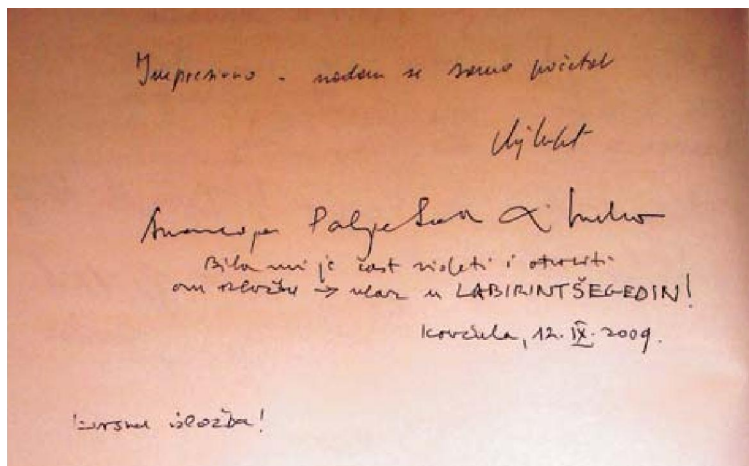 Impresivno - nadam se samo početak
Bila mi je čast vidjeti i otvoriti
ovu izložbu → ulaz u LABIRINT ŠEGEDIN!
Korčula, 12. IX. 2009.
Izvrsna izložba!